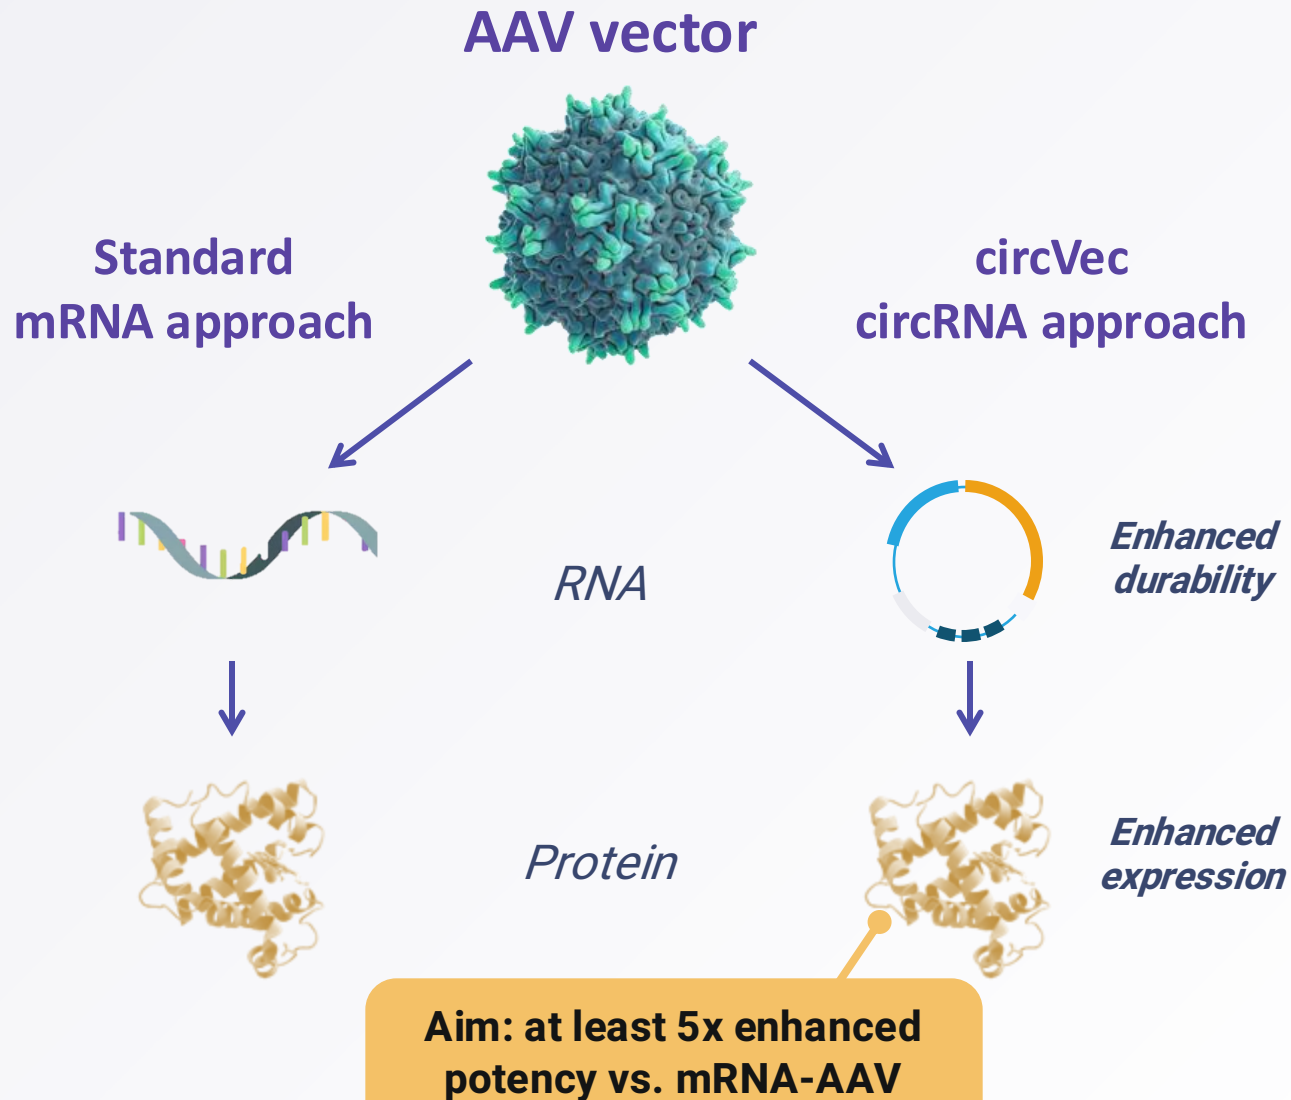 AAV vector
Standard
mRNA approach
circVec
circRNA approach
RNA
Enhanced
durability
Protein
Enhanced
expression
Aim: at least 5x enhanced
potency vs. mRNA-AAV